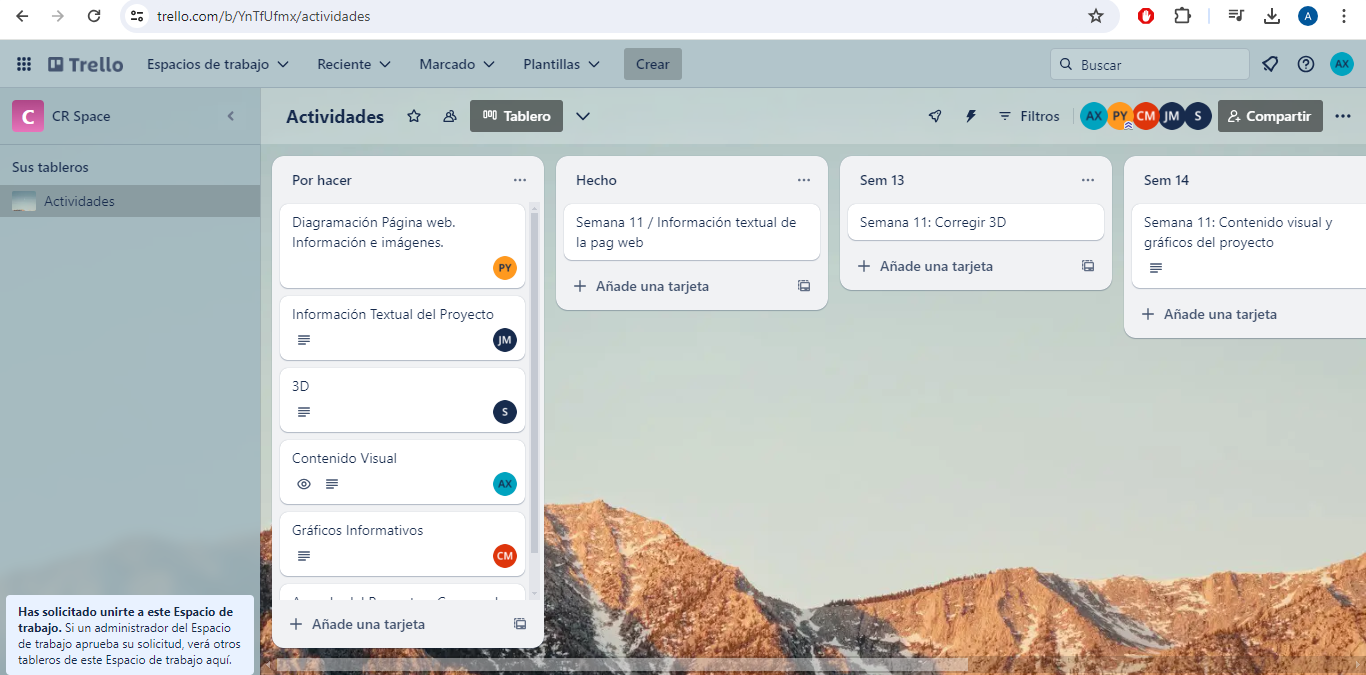 trello.com/b/YnTfUfmx/actividades
A
Trello
Espacios de trabajo
Reciente
Marcado
Plantillas
Crear
Buscar
AX
C
CR Space
Actividades
Tablero
Filtros
AX
PY
CM
JM
S
Compartir
Sus tableros
Actividades
Por hacer
Diagramación Página web.
Información e imágenes.
PY
Información Textual del Proyecto
JM
3D
S
Contenido Visual
AX
Gráficos Informativos
CM
Añade una tarjeta
Hecho
Semana 11 / Información textual de
la pag web
Añade una tarjeta
Sem 13
Semana 11: Corregir 3D
Añade una tarjeta
Sem 14
Semana 11: Contenido visual y
gráficos del proyecto
Añade una tarjeta
Has solicitado unirte a este Espacio de
trabajo. Si un administrador del Espacio
de trabajo aprueba su solicitud, verá otros
tableros de este Espacio de trabajo aquí.